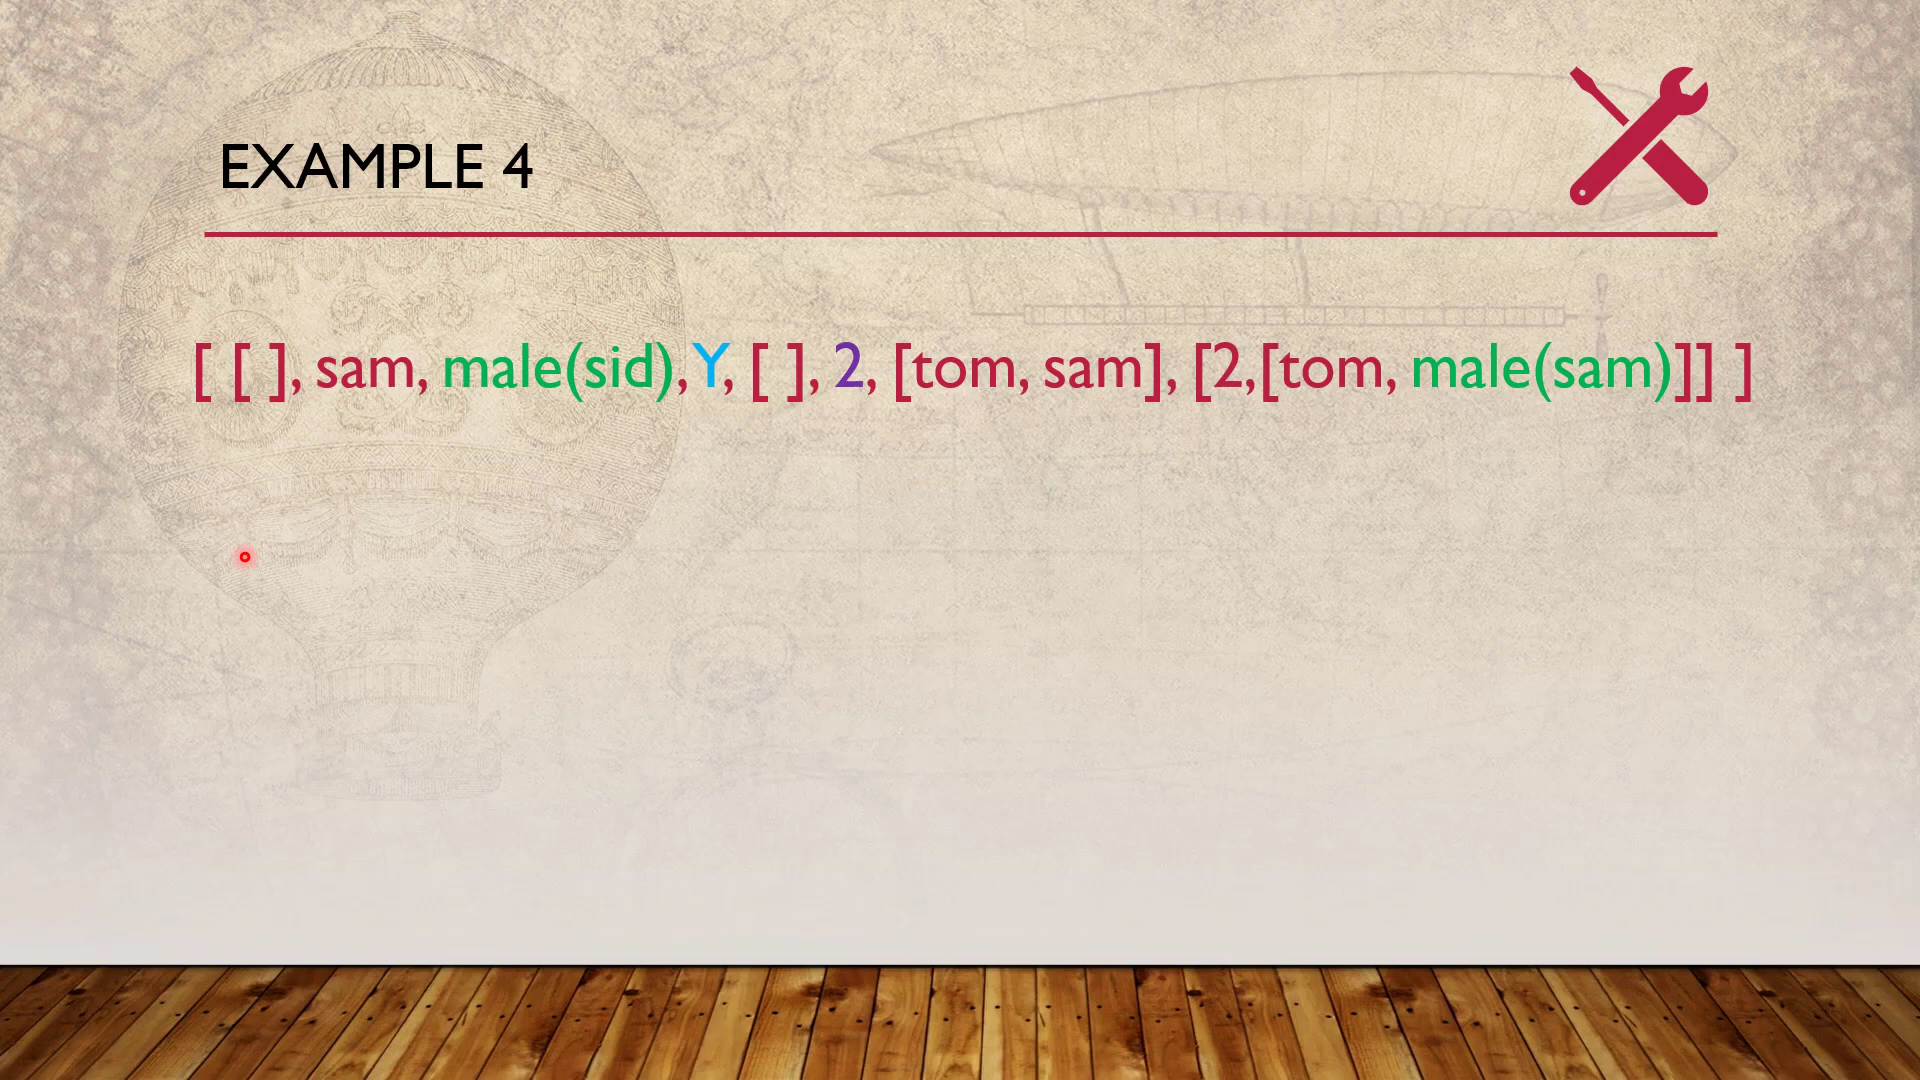 EXAMPLE 4
[ [ ], sam, male(sid), Y, [ ], 2, [tom, sam], [2,[tom, male(sam)]] ]